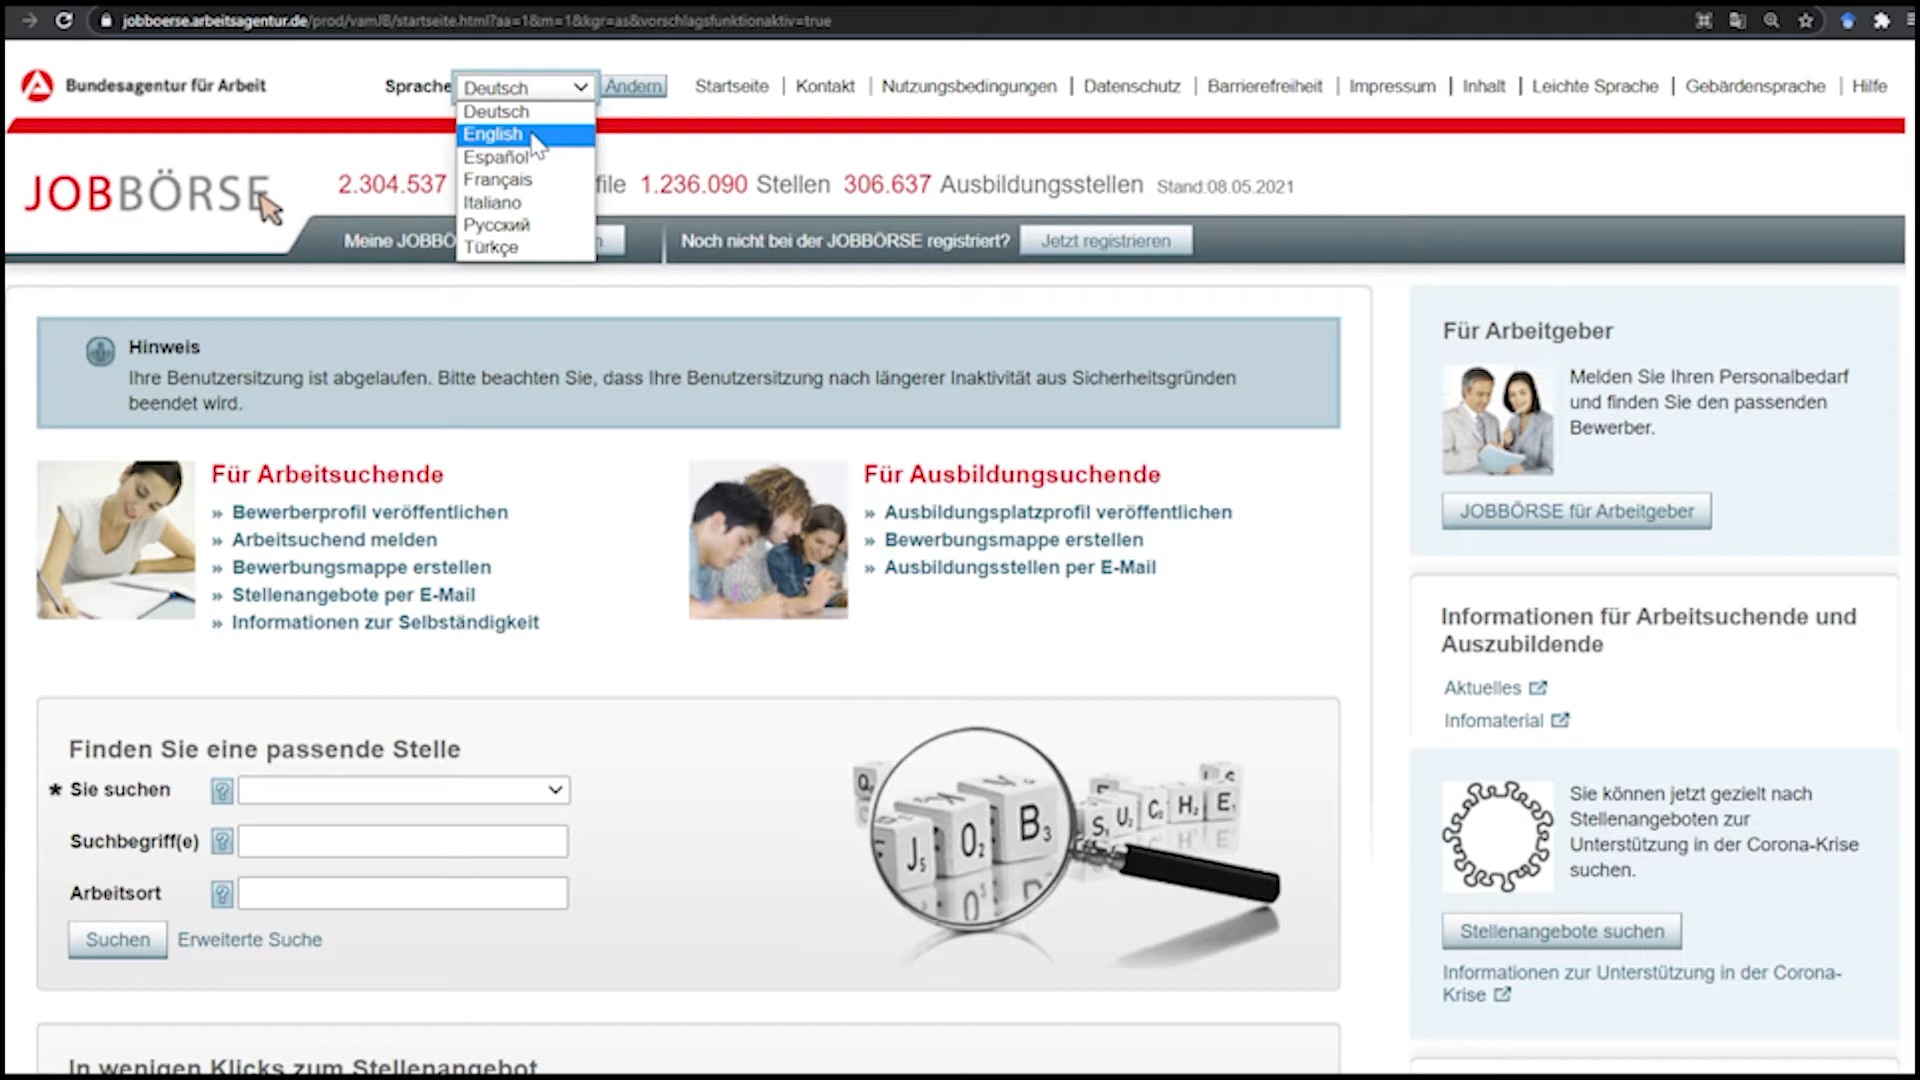 jobboerse.arbeitsagentur.de/prod/vamJB/startseite.html?aa=1&m=1&kgr=as&vorschlagsfunktionaktiv=true
Bundesagentur für Arbeit
Sprache Deutsch Ändern Startseite | Kontakt | Nutzungsbedingungen | Datenschutz | Barrierefreiheit | Impressum | Inhalt | Leichte Sprache | Gebärdensprache | Hilfe
Deutsch
English
Español
Français
Italiano
Русский
Türkçe
JOBBÖRSE
2.304.537 1.236.090 Stellen 306.637 Ausbildungsstellen Stand:08.05.2021
Meine Noch nicht bei der JOBBÖRSE registriert? Jetzt registrieren
Hinweis
Ihre Benutzersitzung ist abgelaufen. Bitte beachten Sie, dass Ihre Benutzersitzung nach längerer Inaktivität aus Sicherheitsgründen
beendet wird.
Für Arbeitsuchende
» Bewerberprofil veröffentlichen
» Arbeitsuchend melden
» Bewerbungsmappe erstellen
» Stellenangebote per E-Mail
» Informationen zur Selbständigkeit
Für Ausbildungsuchende
» Ausbildungsplatzprofil veröffentlichen
» Bewerbungsmappe erstellen
» Ausbildungsstellen per E-Mail
Finden Sie eine passende Stelle
* Sie suchen
Suchbegriff(e)
Arbeitsort
Suchen Erweiterte Suche
J5 O2 B3 S1 U2 C2 H2 E1
In wenigen Klicks zum Stellenangebot
Für Arbeitgeber
Melden Sie Ihren Personalbedarf
und finden Sie den passenden
Bewerber.
JOBBÖRSE für Arbeitgeber
Informationen für Arbeitsuchende und
Auszubildende
Aktuelles
Infomaterial
Sie können jetzt gezielt nach
Stellenangeboten zur
Unterstützung in der Corona-Krise
suchen.
Stellenangebote suchen
Informationen zur Unterstützung in der Corona-
Krise